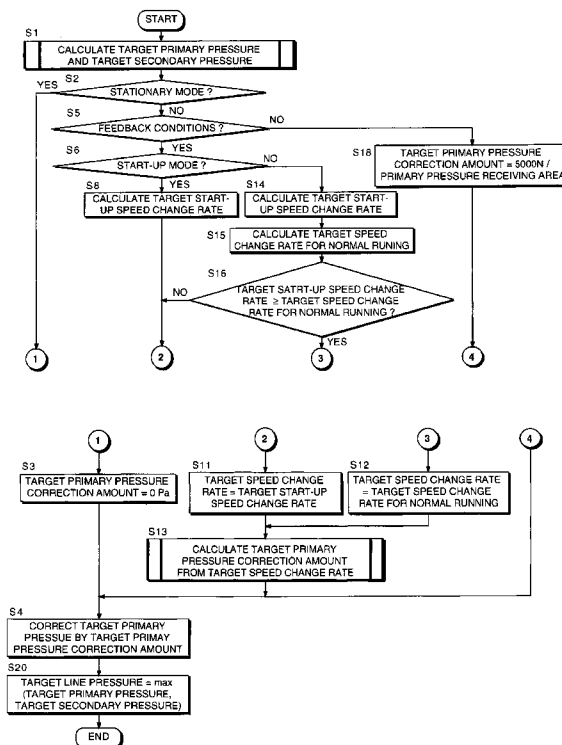 START
S1
CALCULATE TARGET PRIMARY PRESSURE
AND TARGET SECONDARY PRESSURE
S2
YES
STATIONARY MODE ?
S5
NO
FEEDBACK CONDITIONS ?
NO
S6
YES
START-UP MODE ?
NO
S18
TARGET PRIMARY PRESSURE
CORRECTION AMOUNT = 5000N /
PRIMARY PRESSURE RECEIVING AREA
S8
YES
CALCULATE TARGET START-
UP SPEED CHANGE RATE
S14
CALCULATE TARGET START-
UP SPEED CHANGE RATE
S15
CALCULATE TARGET SPEED
CHANGE RATE FOR NORMAL RUNING
S16
TARGET SATRT-UP SPEED CHANGE
RATE ≥ TARGET SPEED CHANGE
RATE FOR NORMAL RUNNING ?
NO
YES
1
2
3
4
1
2
3
4
S3
TARGET PRIMARY PRESSURE
CORRECTION AMOUNT = 0 Pa
S11
TARGET SPEED CHANGE
RATE = TARGET START-UP
SPEED CHANGE RATE
S12
TARGET SPEED CHANGE RATE
= TARGET SPEED CHANGE
RATE FOR NORMAL RUNNING
S13
CALCULATE TARGET PRIMARY
PRESSURE CORRECTION AMOUNT
FROM TARGET SPEED CHANGE RATE
S4
CORRECT TARGET PRIMARY
PRESSUE BY TARGET PRIMAY
PRESSURE CORRECTION AMOUNT
S20
TARGET LINE PRESSURE = max
(TARGET PRIMARY PRESSURE,
TARGET SECONDARY PRESSURE)
END